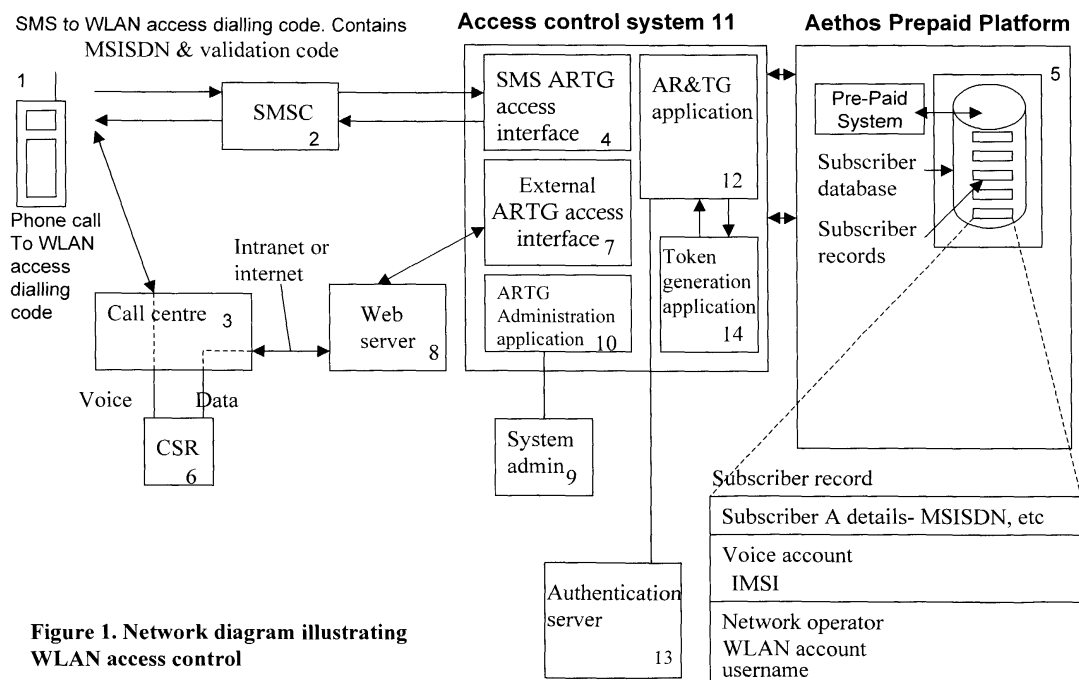 SMS to WLAN access dialling code. Contains
MSISDN & validation code
Access control system 11
Aethos Prepaid Platform
1
SMSC
2
SMS ARTG
access
interface
4
AR&TG
application
12
Pre-Paid
System
5
Subscriber
database
Subscriber
records
External
ARTG access
interface
7
Phone call
To WLAN
access
dialling
code
Intranet or
internet
Token
generation
application
14
Call centre 3
Web
server
8
ARTG
Administration
application
10
Voice
Data
CSR
6
System
admin
9
Subscriber record
Subscriber A details- MSISDN, etc
Voice account
IMSI
Network operator
WLAN account
username
Authentication
server
13
Figure 1. Network diagram illustrating
WLAN access control